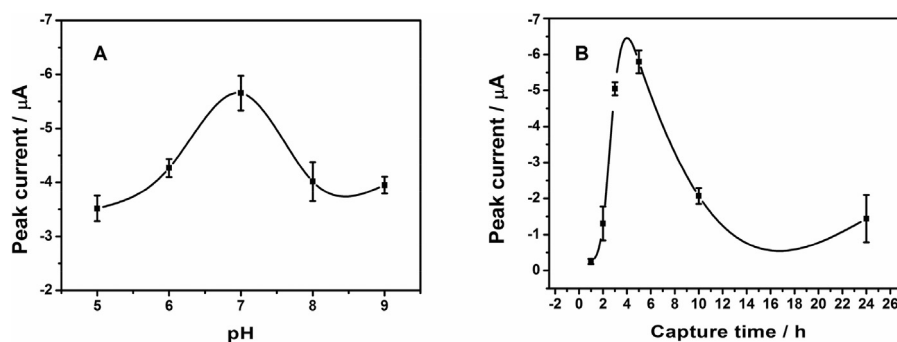 A
-7
-6
-5
-4
-3
-2
Peak current / μA
5 6 7 8 9
pH
B
-7
-6
-5
-4
-3
-2
-1
0
Peak current / μA
-2 0 2 4 6 8 10 12 14 16 18 20 22 24 26
Capture time / h